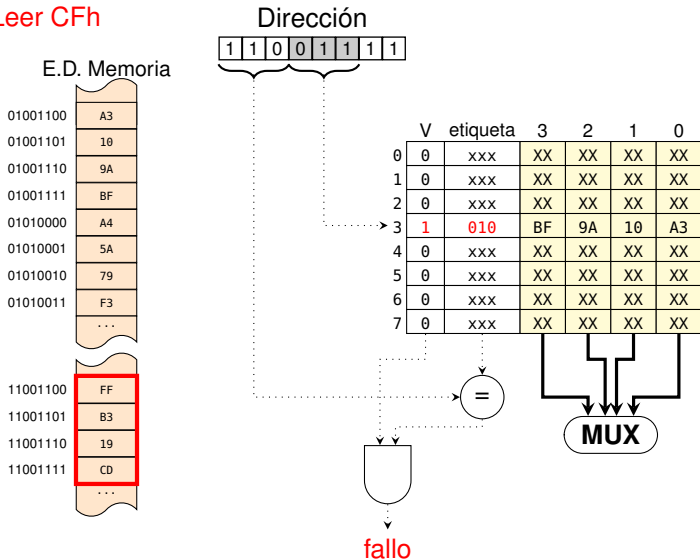 Leer CFh
Dirección
1 1 0 0 1 1 1 1
E.D. Memoria
01001100 A3
01001101 10
01001110 9A
01001111 BF
01010000 A4
01010001 5A
01010010 79
01010011 F3
...
11001100 FF
11001101 B3
11001110 19
11001111 CD
...
V etiqueta 3 2 1 0
0 0 xxx XX XX XX XX
1 0 xxx XX XX XX XX
2 0 xxx XX XX XX XX
3 1 010 BF 9A 10 A3
4 0 xxx XX XX XX XX
5 0 xxx XX XX XX XX
6 0 xxx XX XX XX XX
7 0 xxx XX XX XX XX
=
MUX
fallo